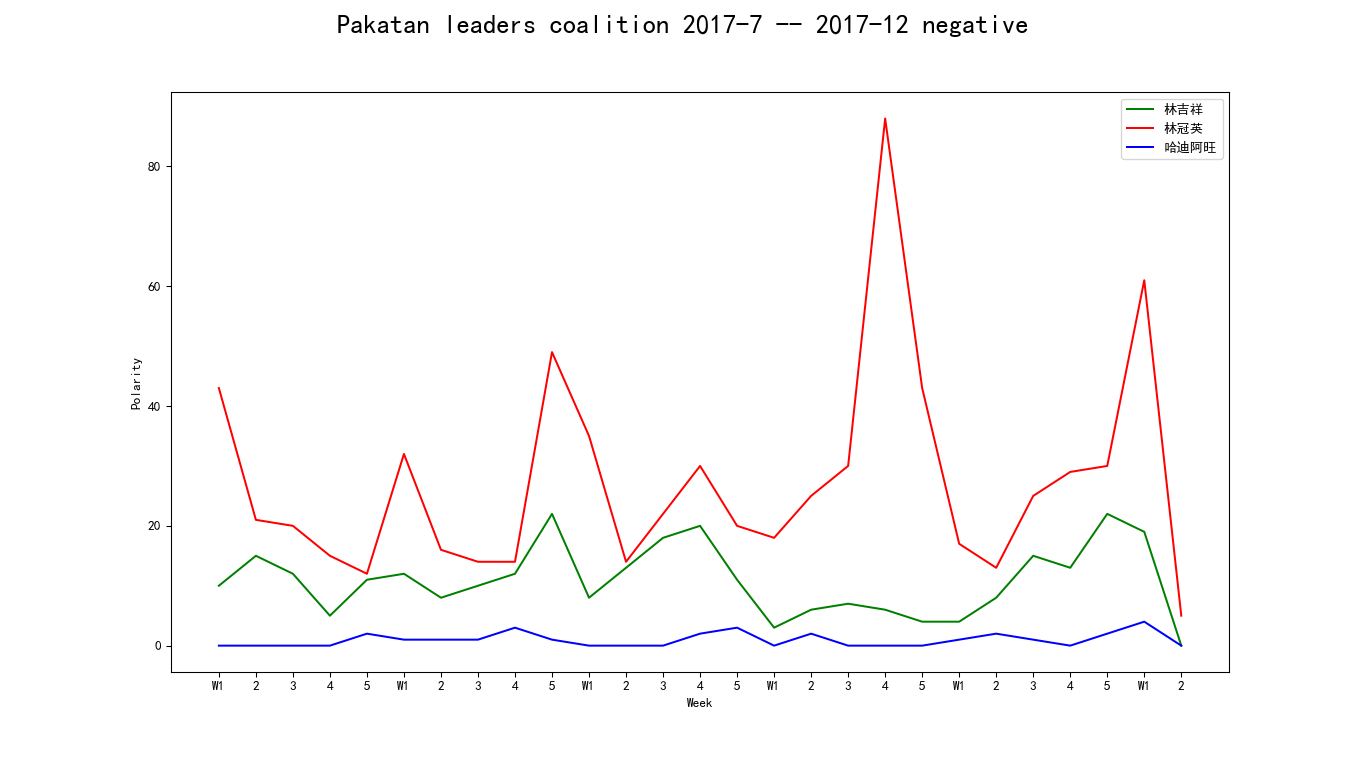 Pakatan leaders coalition 2017-7 -- 2017-12 negative
林吉祥
林冠英
哈迪阿旺
80
60
40
20
0
Polarity
W1 2 3 4 5 W1 2 3 4 5 W1 2 3 4 5 W1 2 3 4 5 W1 2 3 4 5 W1 2
Week